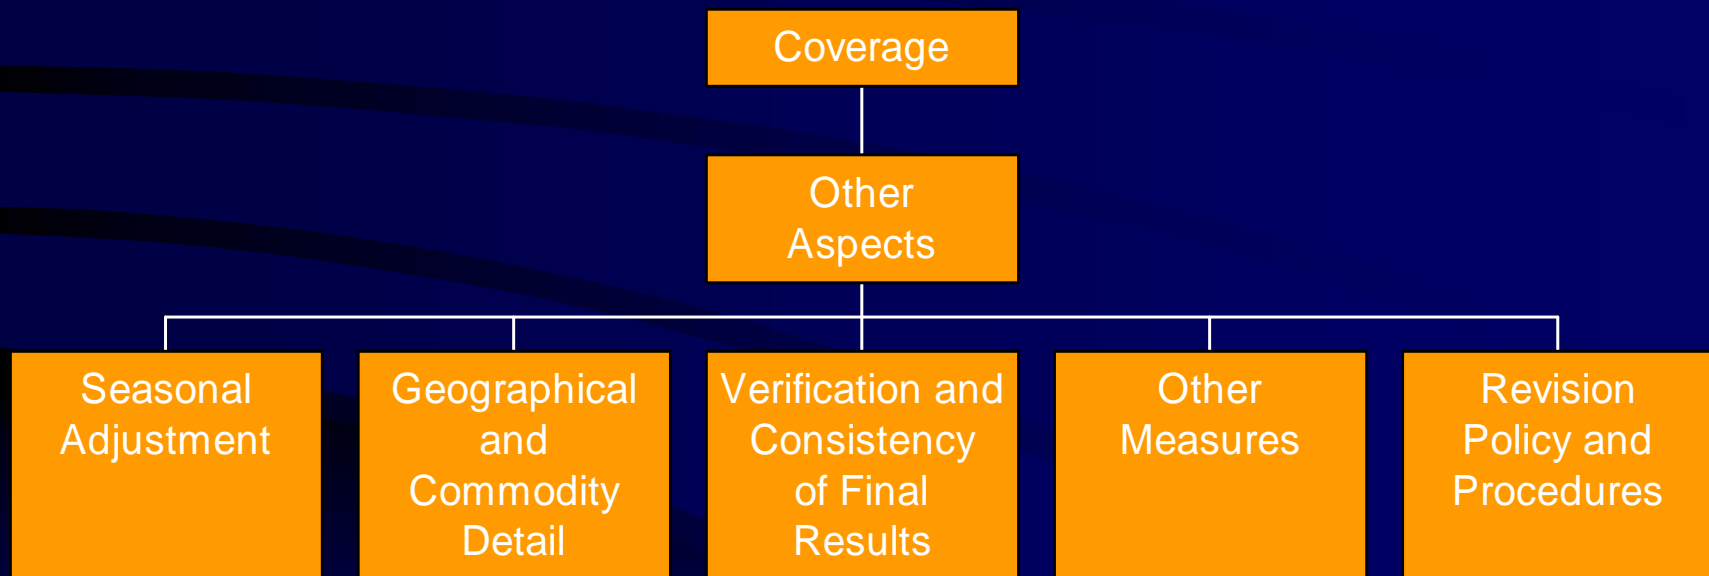 Coverage
Other
Aspects
Seasonal
Adjustment
Geographical
and
Commodity
Detail
Verification and
Consistency
of Final
Results
Other
Measures
Revision
Policy and
Procedures